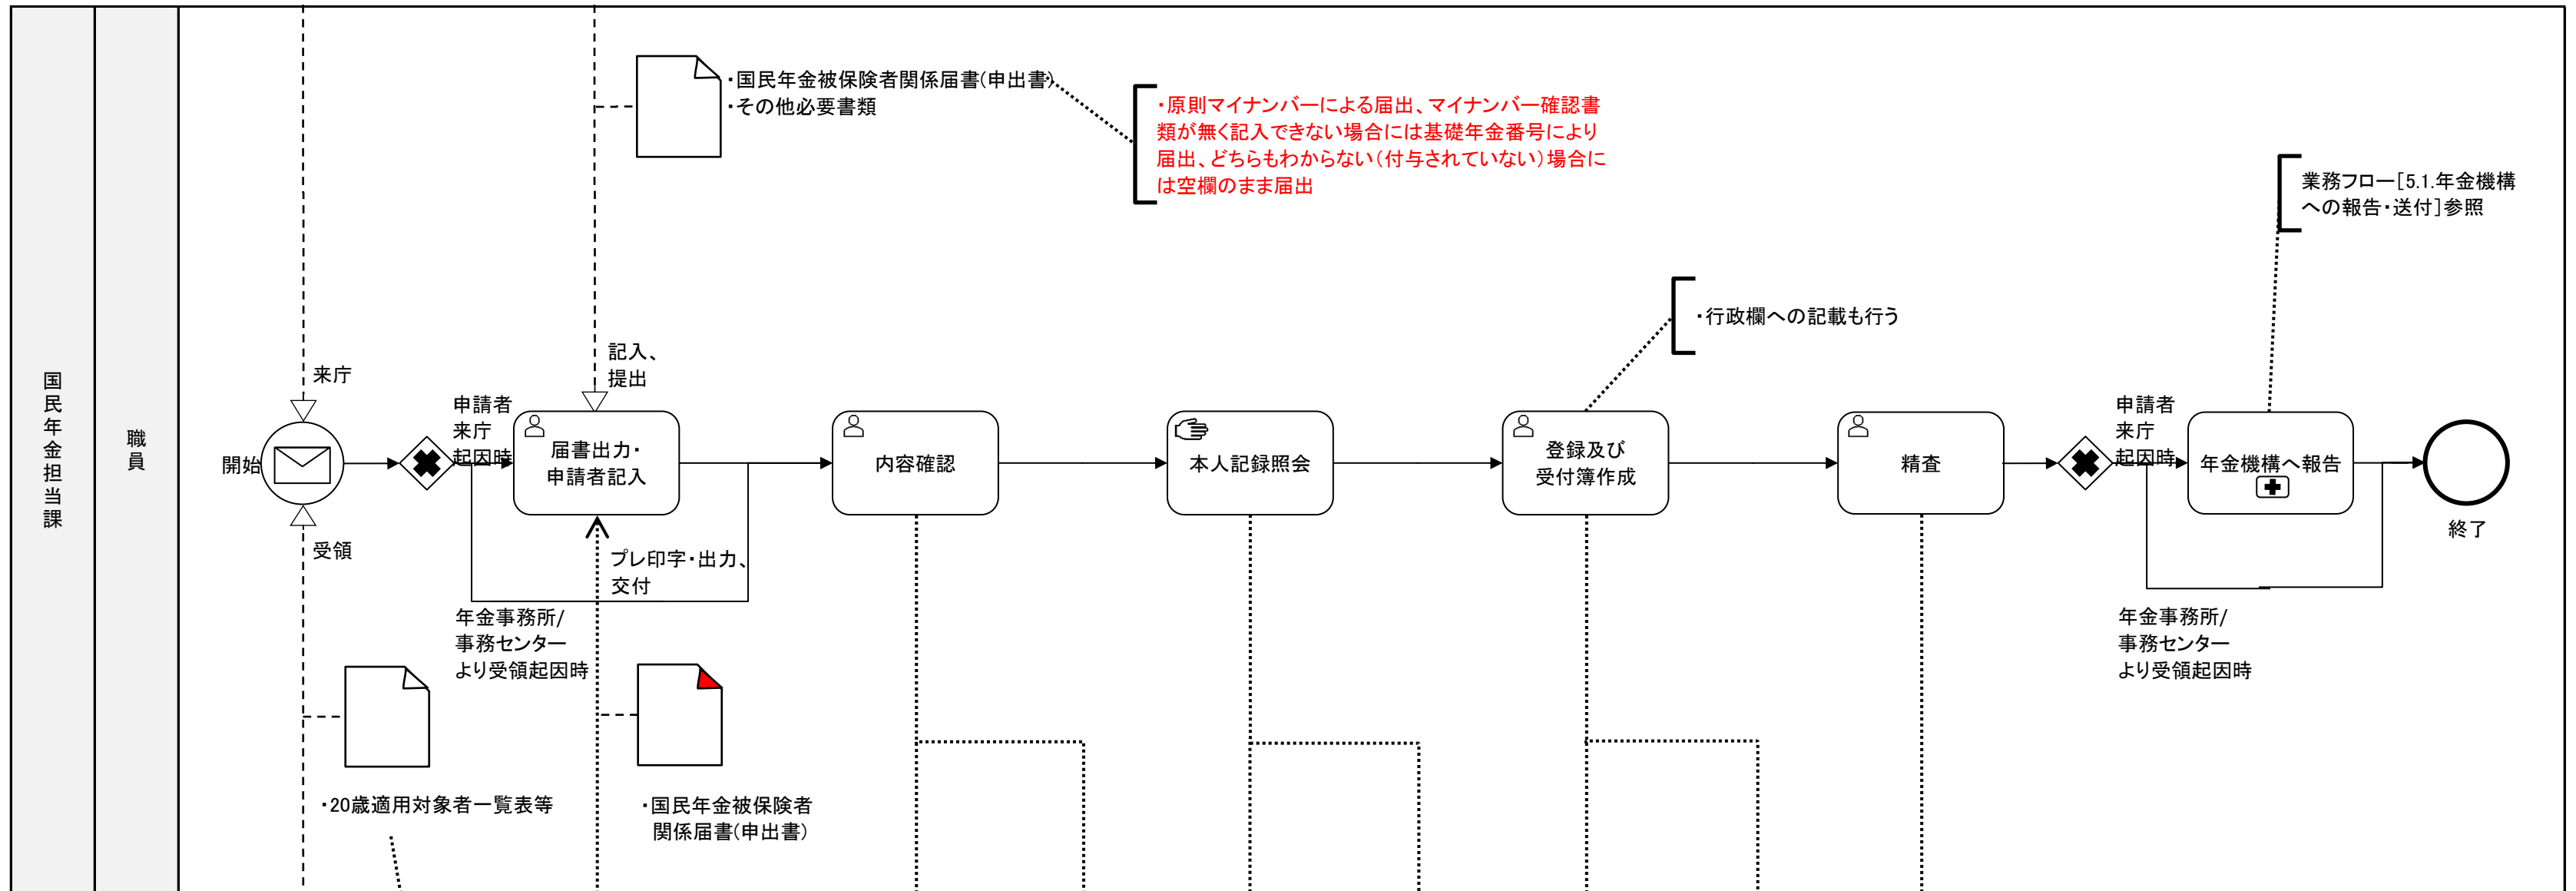 国民年金担当課
職員
・国民年金被保険者関係届書(申出書)
・その他必要書類
・原則マイナンバーによる届出、マイナンバー確認書
類が無く記入できない場合には基礎年金番号により
届出、どちらもわからない(付与されていない)場合に
は空欄のまま届出
業務フロー[5.1.年金機構
への報告・送付]参照
・行政欄への記載も行う
来庁
記入、
提出
開始
申請者
来庁
起因時
届書出力・
申請者記入
内容確認
本人記録照会
登録及び
受付簿作成
精査
申請者
来庁
起因時
年金機構へ報告
終了
受領
プレ印字・出力、
交付
年金事務所/
事務センター
より受領起因時
年金事務所/
事務センター
より受領起因時
・20歳適用対象者一覧表等
・国民年金被保険者
関係届書(申出書)